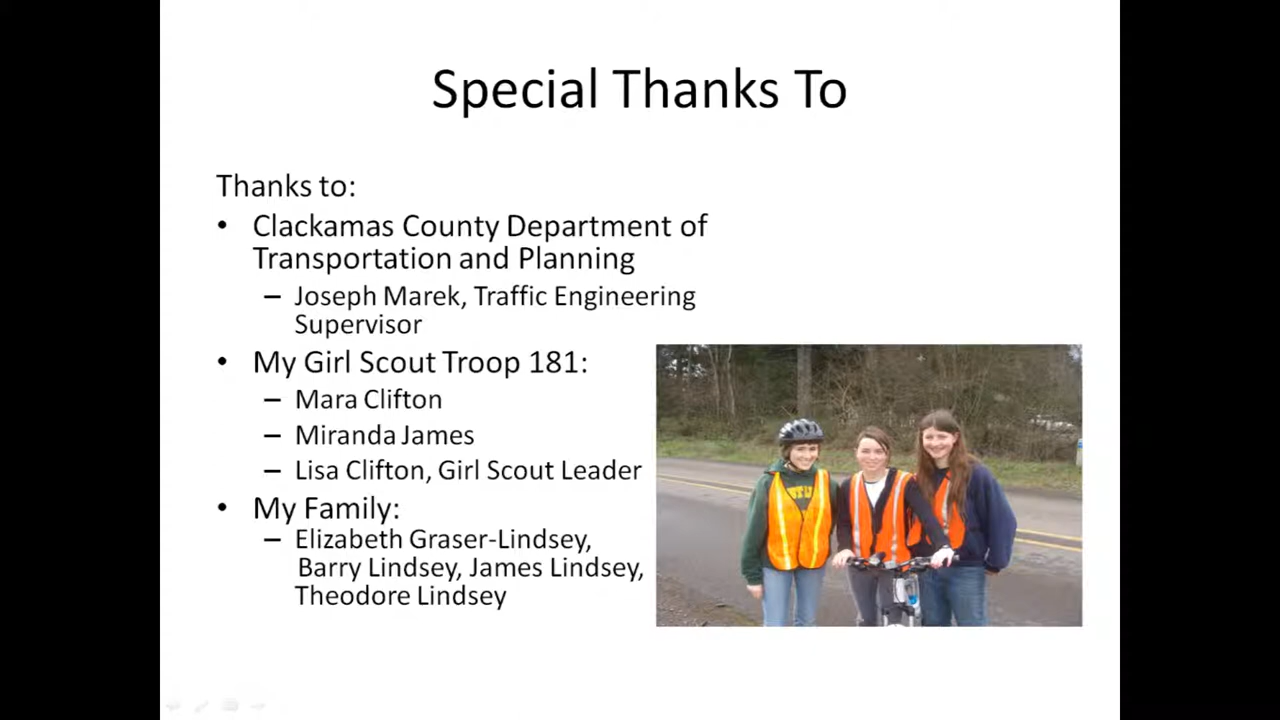 Special Thanks To
Thanks to:
• Clackamas County Department of
Transportation and Planning
– Joseph Marek, Traffic Engineering
Supervisor
• My Girl Scout Troop 181:
– Mara Clifton
– Miranda James
– Lisa Clifton, Girl Scout Leader
• My Family:
– Elizabeth Graser-Lindsey,
Barry Lindsey, James Lindsey,
Theodore Lindsey